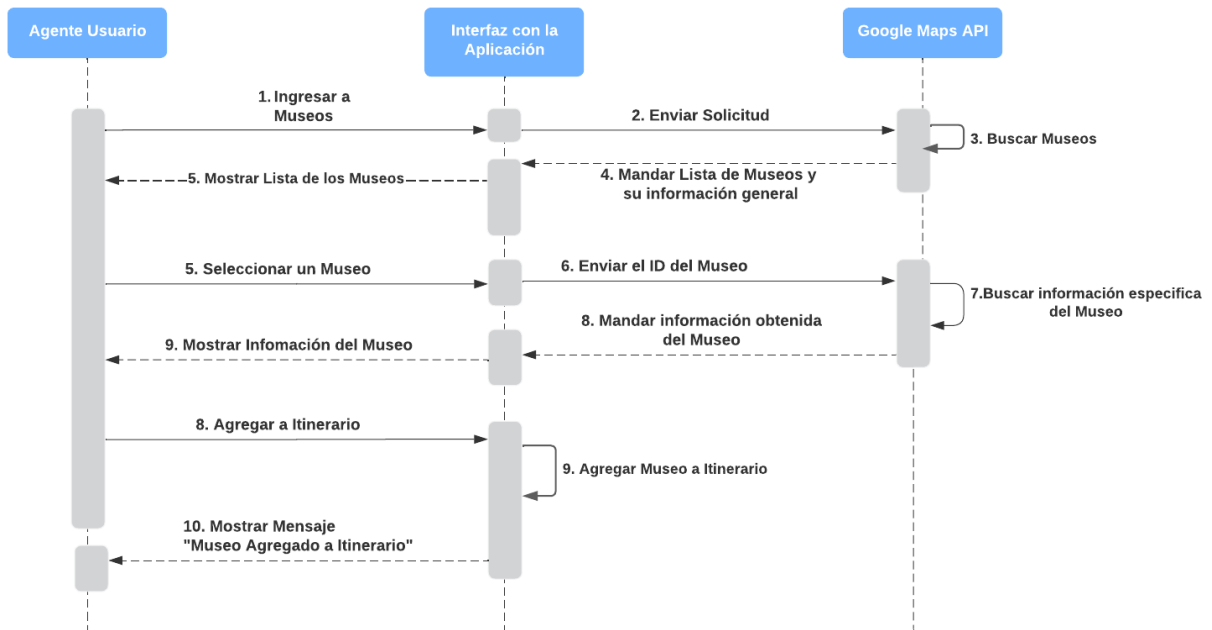 Agente Usuario
Interfaz con la
Aplicación
Google Maps API
1. Ingresar a
Museos
2. Enviar Solicitud
3. Buscar Museos
4. Mandar Lista de Museos y
su información general
5. Mostrar Lista de los Museos
5. Seleccionar un Museo
6. Enviar el ID del Museo
7.Buscar información especifica
del Museo
8. Mandar información obtenida
del Museo
9. Mostrar Infomación del Museo
8. Agregar a Itinerario
9. Agregar Museo a Itinerario
10. Mostrar Mensaje
"Museo Agregado a Itinerario"